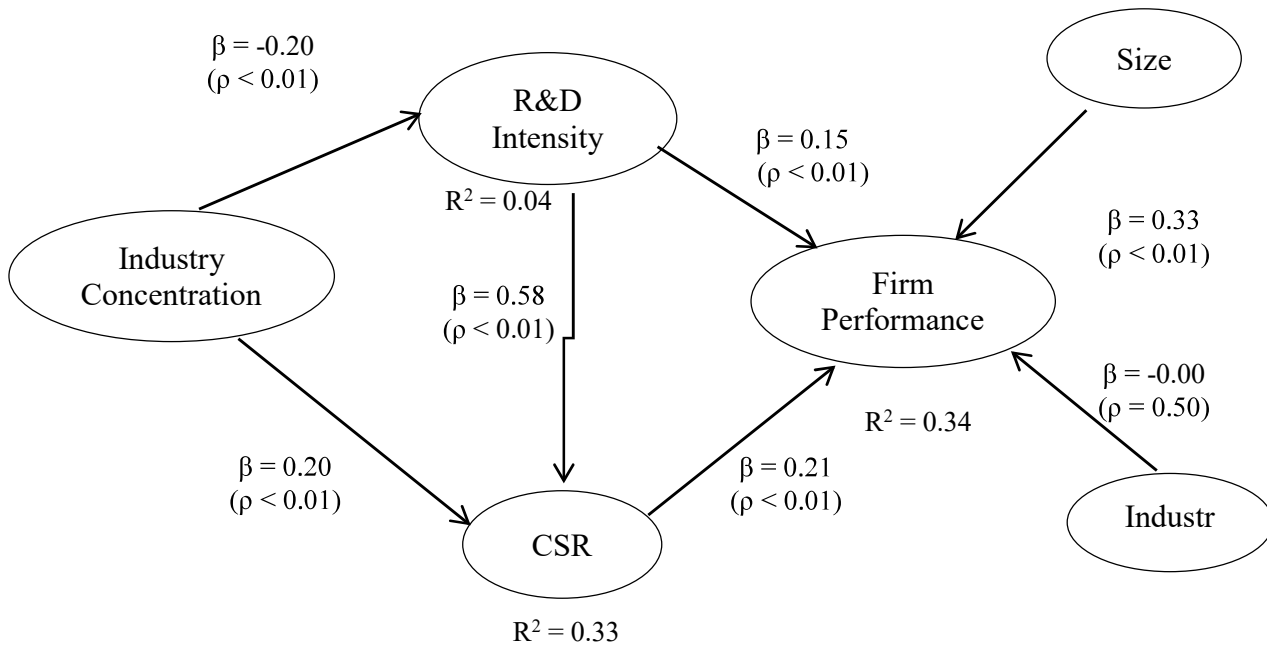 β = -0.20
(ρ < 0.01)
R&D
Intensity
Size
β = 0.15
(ρ < 0.01)
R² = 0.04
Industry
Concentration
β = 0.58
(ρ < 0.01)
β = 0.33
(ρ < 0.01)
Firm
Performance
β = -0.00
(ρ = 0.50)
R² = 0.34
β = 0.20
(ρ < 0.01)
β = 0.21
(ρ < 0.01)
Industr
CSR
R² = 0.33